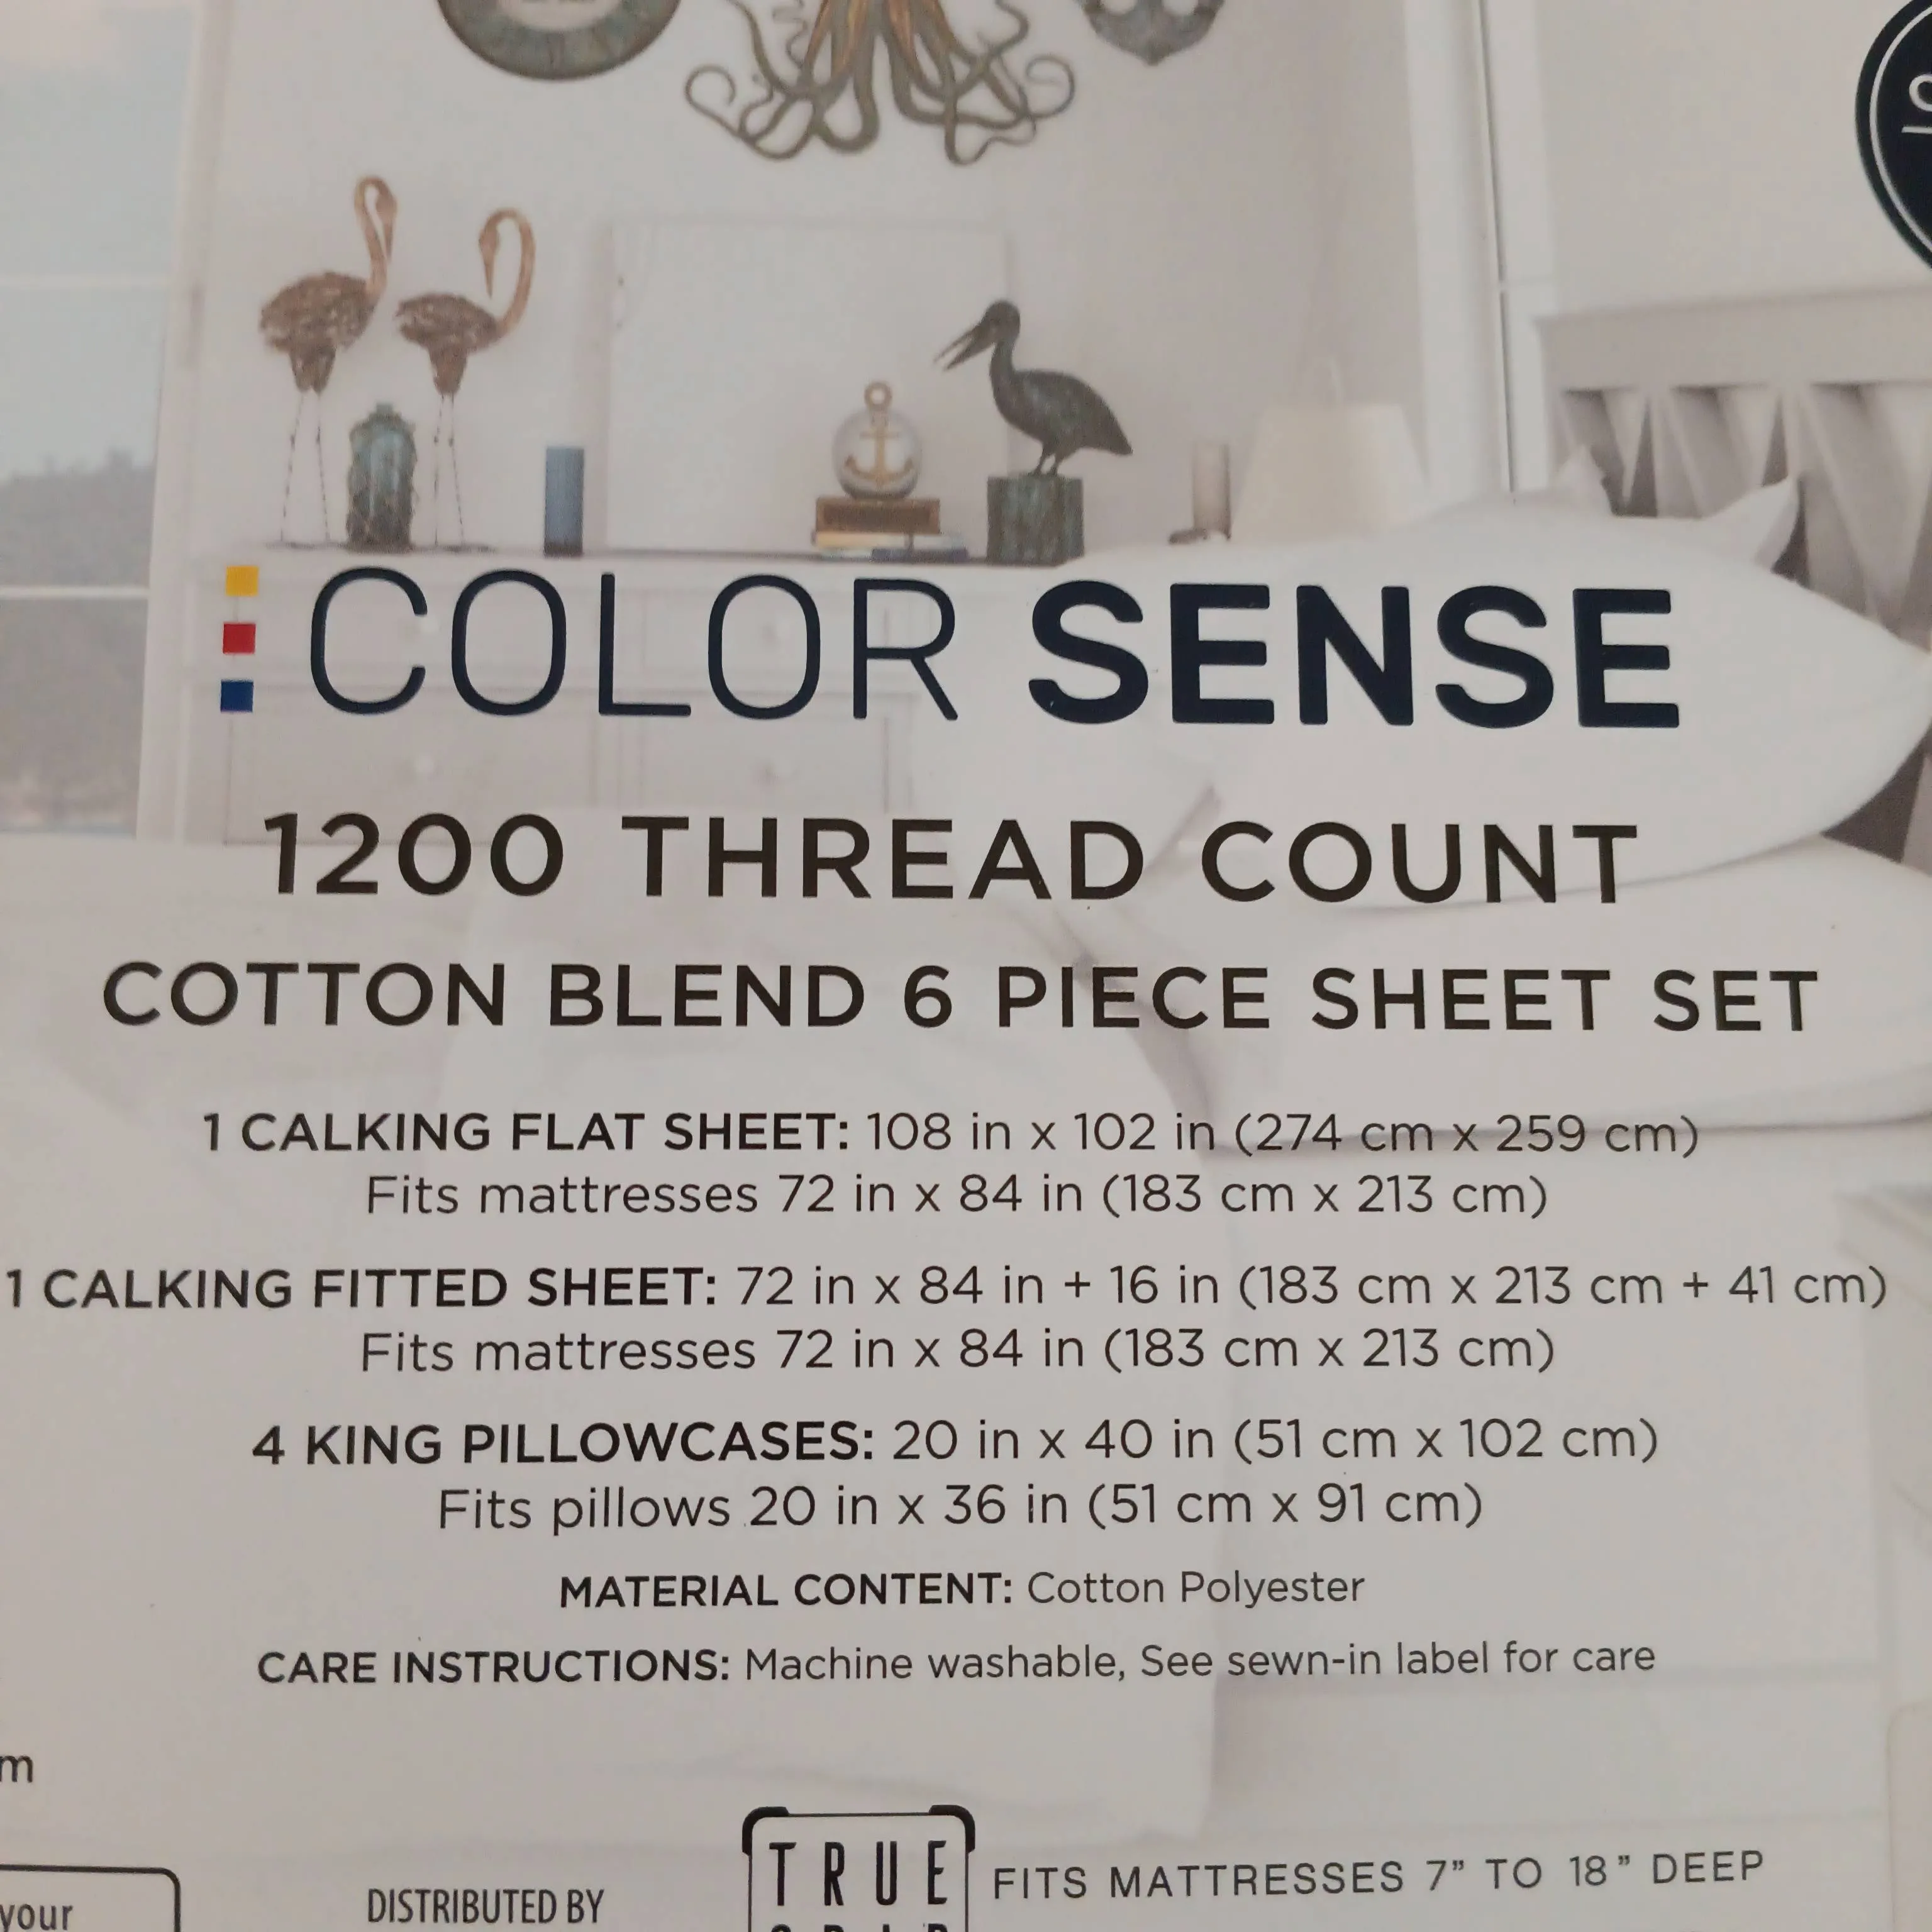 COLOR SENSE
1200 THREAD COUNT
COTTON BLEND 6 PIECE SHEET SET
1 CALKING FLAT SHEET: 108 in x 102 in (274 cm x 259 cm)
Fits mattresses 72 in x 84 in (183 cm x 213 cm)
1 CALKING FITTED SHEET: 72 in x 84 in + 16 in (183 cm x 213 cm + 41 cm)
Fits mattresses 72 in x 84 in (183 cm x 213 cm)
4 KING PILLOWCASES: 20 in x 40 in (51 cm x 102 cm)
Fits pillows 20 in x 36 in (51 cm x 91 cm)
MATERIAL CONTENT: Cotton Polyester
CARE INSTRUCTIONS: Machine washable, See sewn-in label for care
m
your
DISTRIBUTED BY
TRUE
FITS MATTRESSES 7" TO 18" DEEP